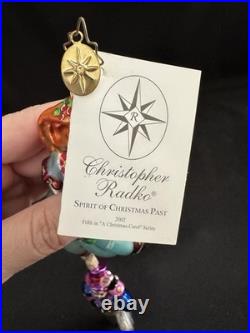 R
Christopher
Radko®
SPIRIT OF CHRISTMAS PAST
2002
Fifth in "A Christmas Carol" Series